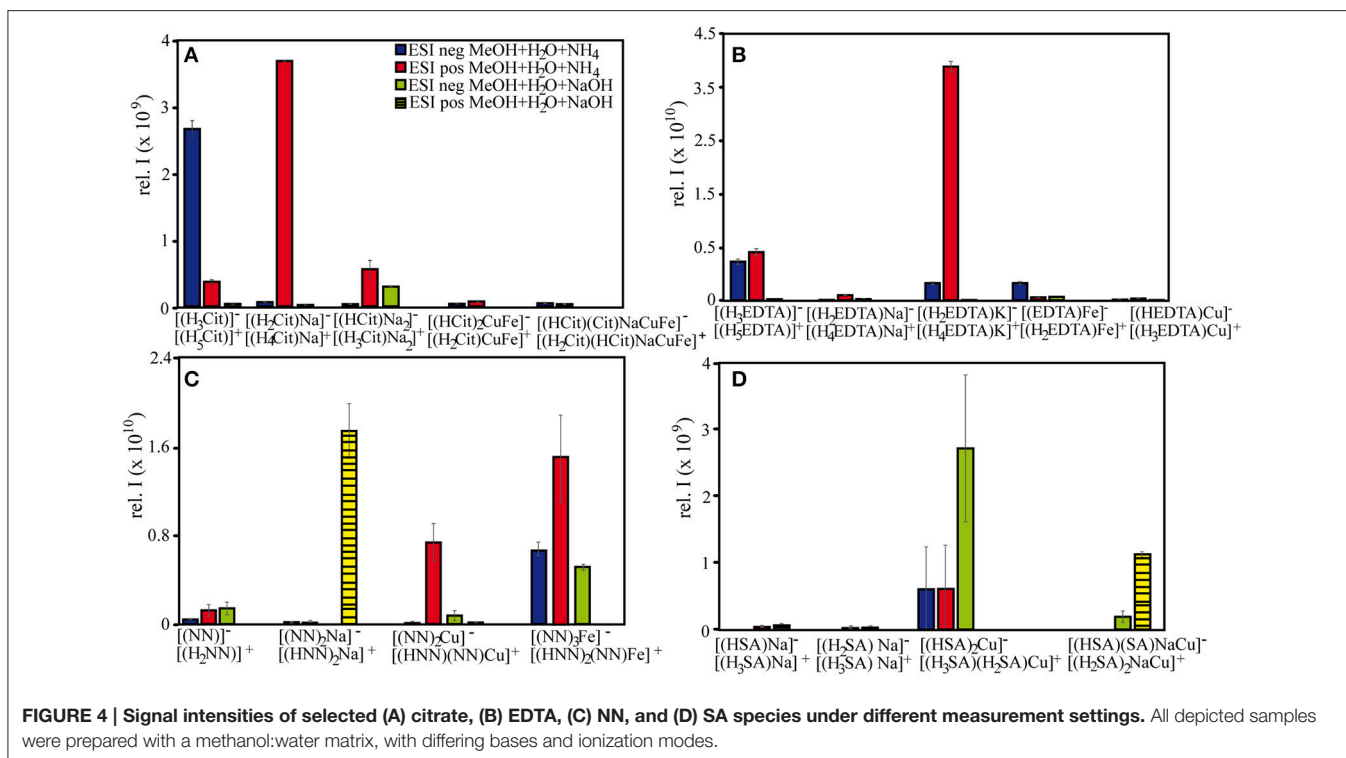 A
4
3
2
1
0
rel. I (x 10⁹)
ESI neg MeOH+H₂O+NH₄
ESI pos MeOH+H₂O+NH₄
ESI neg MeOH+H₂O+NaOH
ESI pos MeOH+H₂O+NaOH
[(H₃Cit)]⁻ [(H₂Cit)Na]⁻ [(HCit)Na₂]⁻ [(HCit)₂CuFe]⁻ [(HCit)(Cit)NaCuFe]⁻
[(H₅Cit)]⁺ [(H₄Cit)Na]⁺ [(H₃Cit)Na₂]⁺ [(H₂Cit)CuFe]⁺ [(H₂Cit)(HCit)NaCuFe]⁺
B
4.5
3.5
2.5
1.5
0.5
0
rel. I (x 10¹⁰)
[(H₃EDTA)]⁻ [(H₂EDTA)Na]⁻ [(H₂EDTA)K]⁻ [(EDTA)Fe]⁻ [(HEDTA)Cu]⁻
[(H₅EDTA)]⁺ [(H₄EDTA)Na]⁺ [(H₄EDTA)K]⁺ [(H₂EDTA)Fe]⁺ [(H₃EDTA)Cu]⁺
C
2.4
1.6
0.8
0
rel. I (x 10¹⁰)
[(NN)]⁻ [(NN)₂Na]⁻ [(NN)₂Cu]⁻ [(NN)₃Fe]⁻
[(H₂NN)]⁺ [(HNN)₂Na]⁺ [(HNN)(NN)Cu]⁺ [(HNN)₂(NN)Fe]⁺
D
4
3
2
1
0
rel. I (x 10⁹)
[(HSA)Na]⁻ [(H₂SA) Na]⁻ [(HSA)₂Cu]⁻ [(HSA)(SA)NaCu]⁻
[(H₃SA)Na]⁺ [(H₃SA) Na]⁺ [(H₃SA)(H₂SA)Cu]⁺ [(H₂SA)₂NaCu]⁺
FIGURE 4 | Signal intensities of selected (A) citrate, (B) EDTA, (C) NN, and (D) SA species under different measurement settings. All depicted samples
were prepared with a methanol:water matrix, with differing bases and ionization modes.